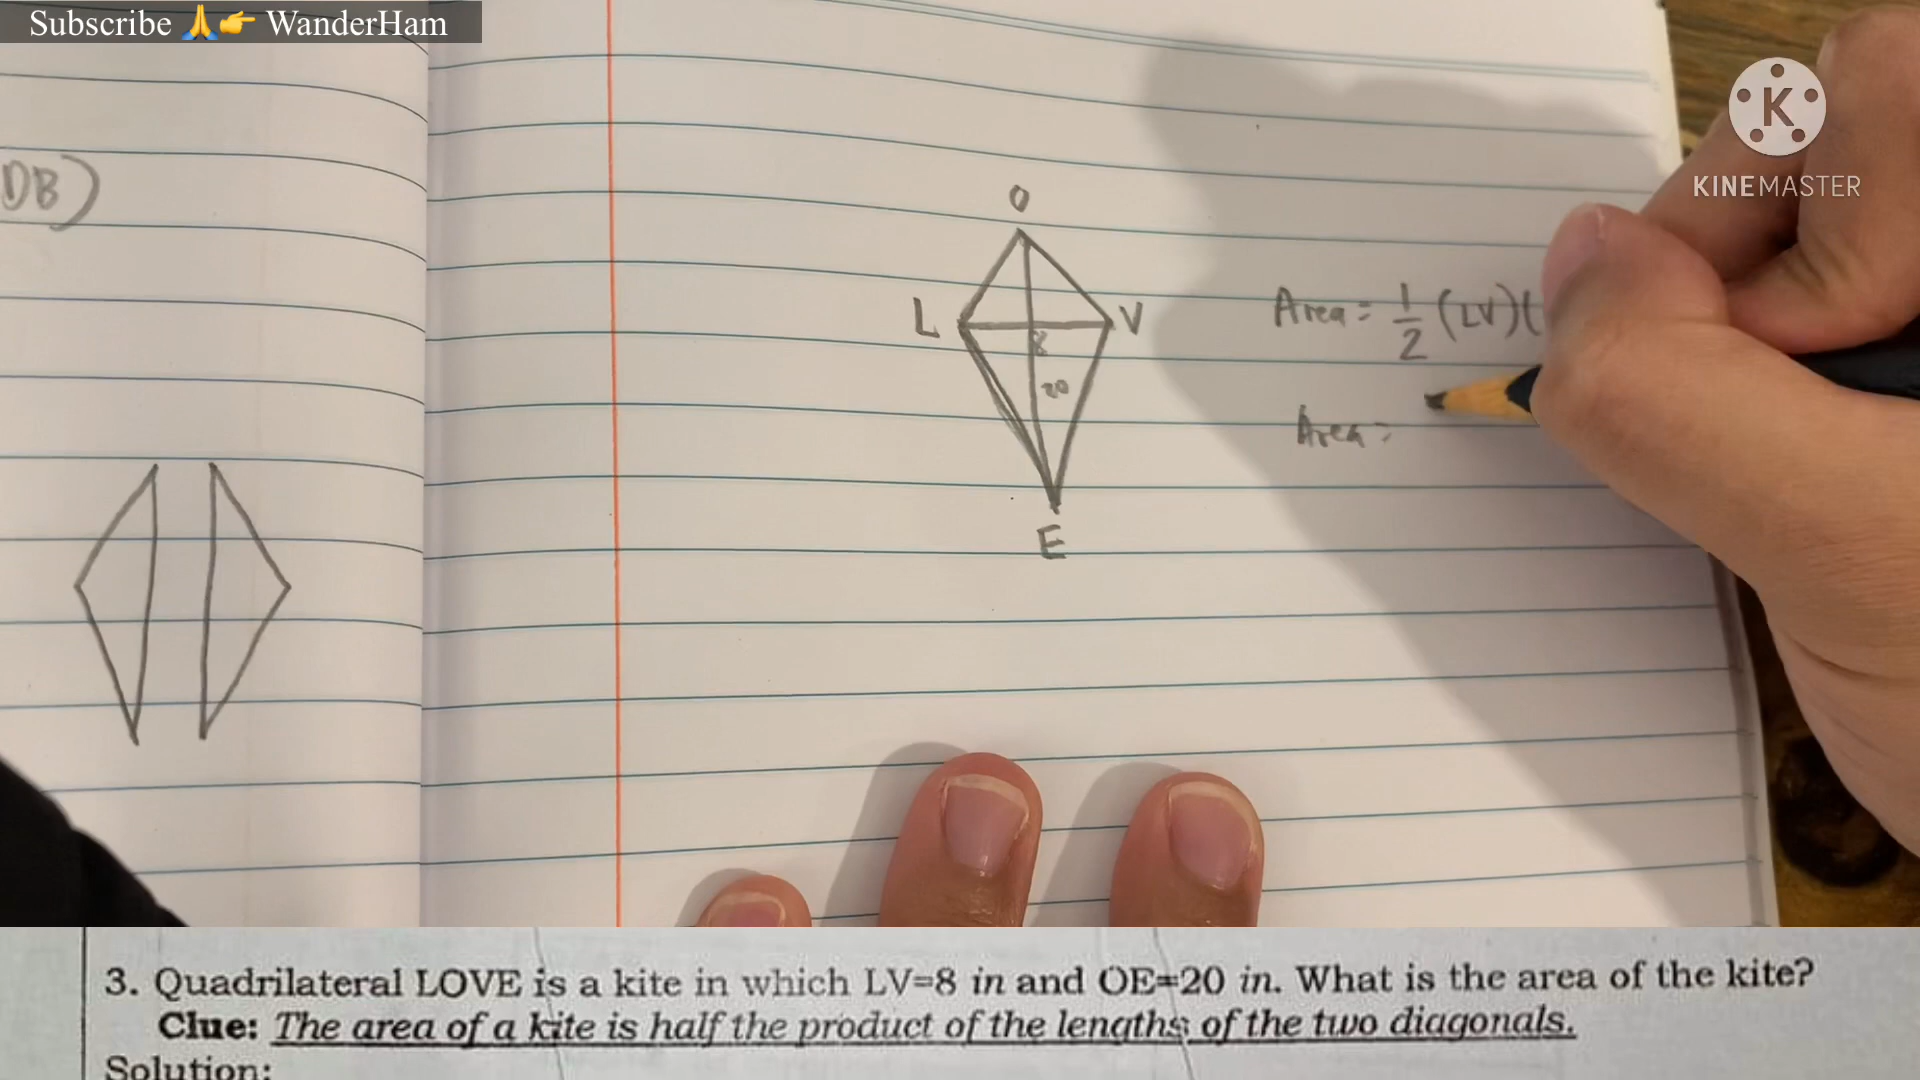 Subscribe 🙏👉 WanderHam
KINEMASTER
DB)
O
L
V
8
20
E
Area = 1/2 (LV)(
Area =
3. Quadrilateral LOVE is a kite in which LV=8 in and OE=20 in. What is the area of the kite?
Clue: The area of a kite is half the product of the lengths of the two diagonals.
Solution: